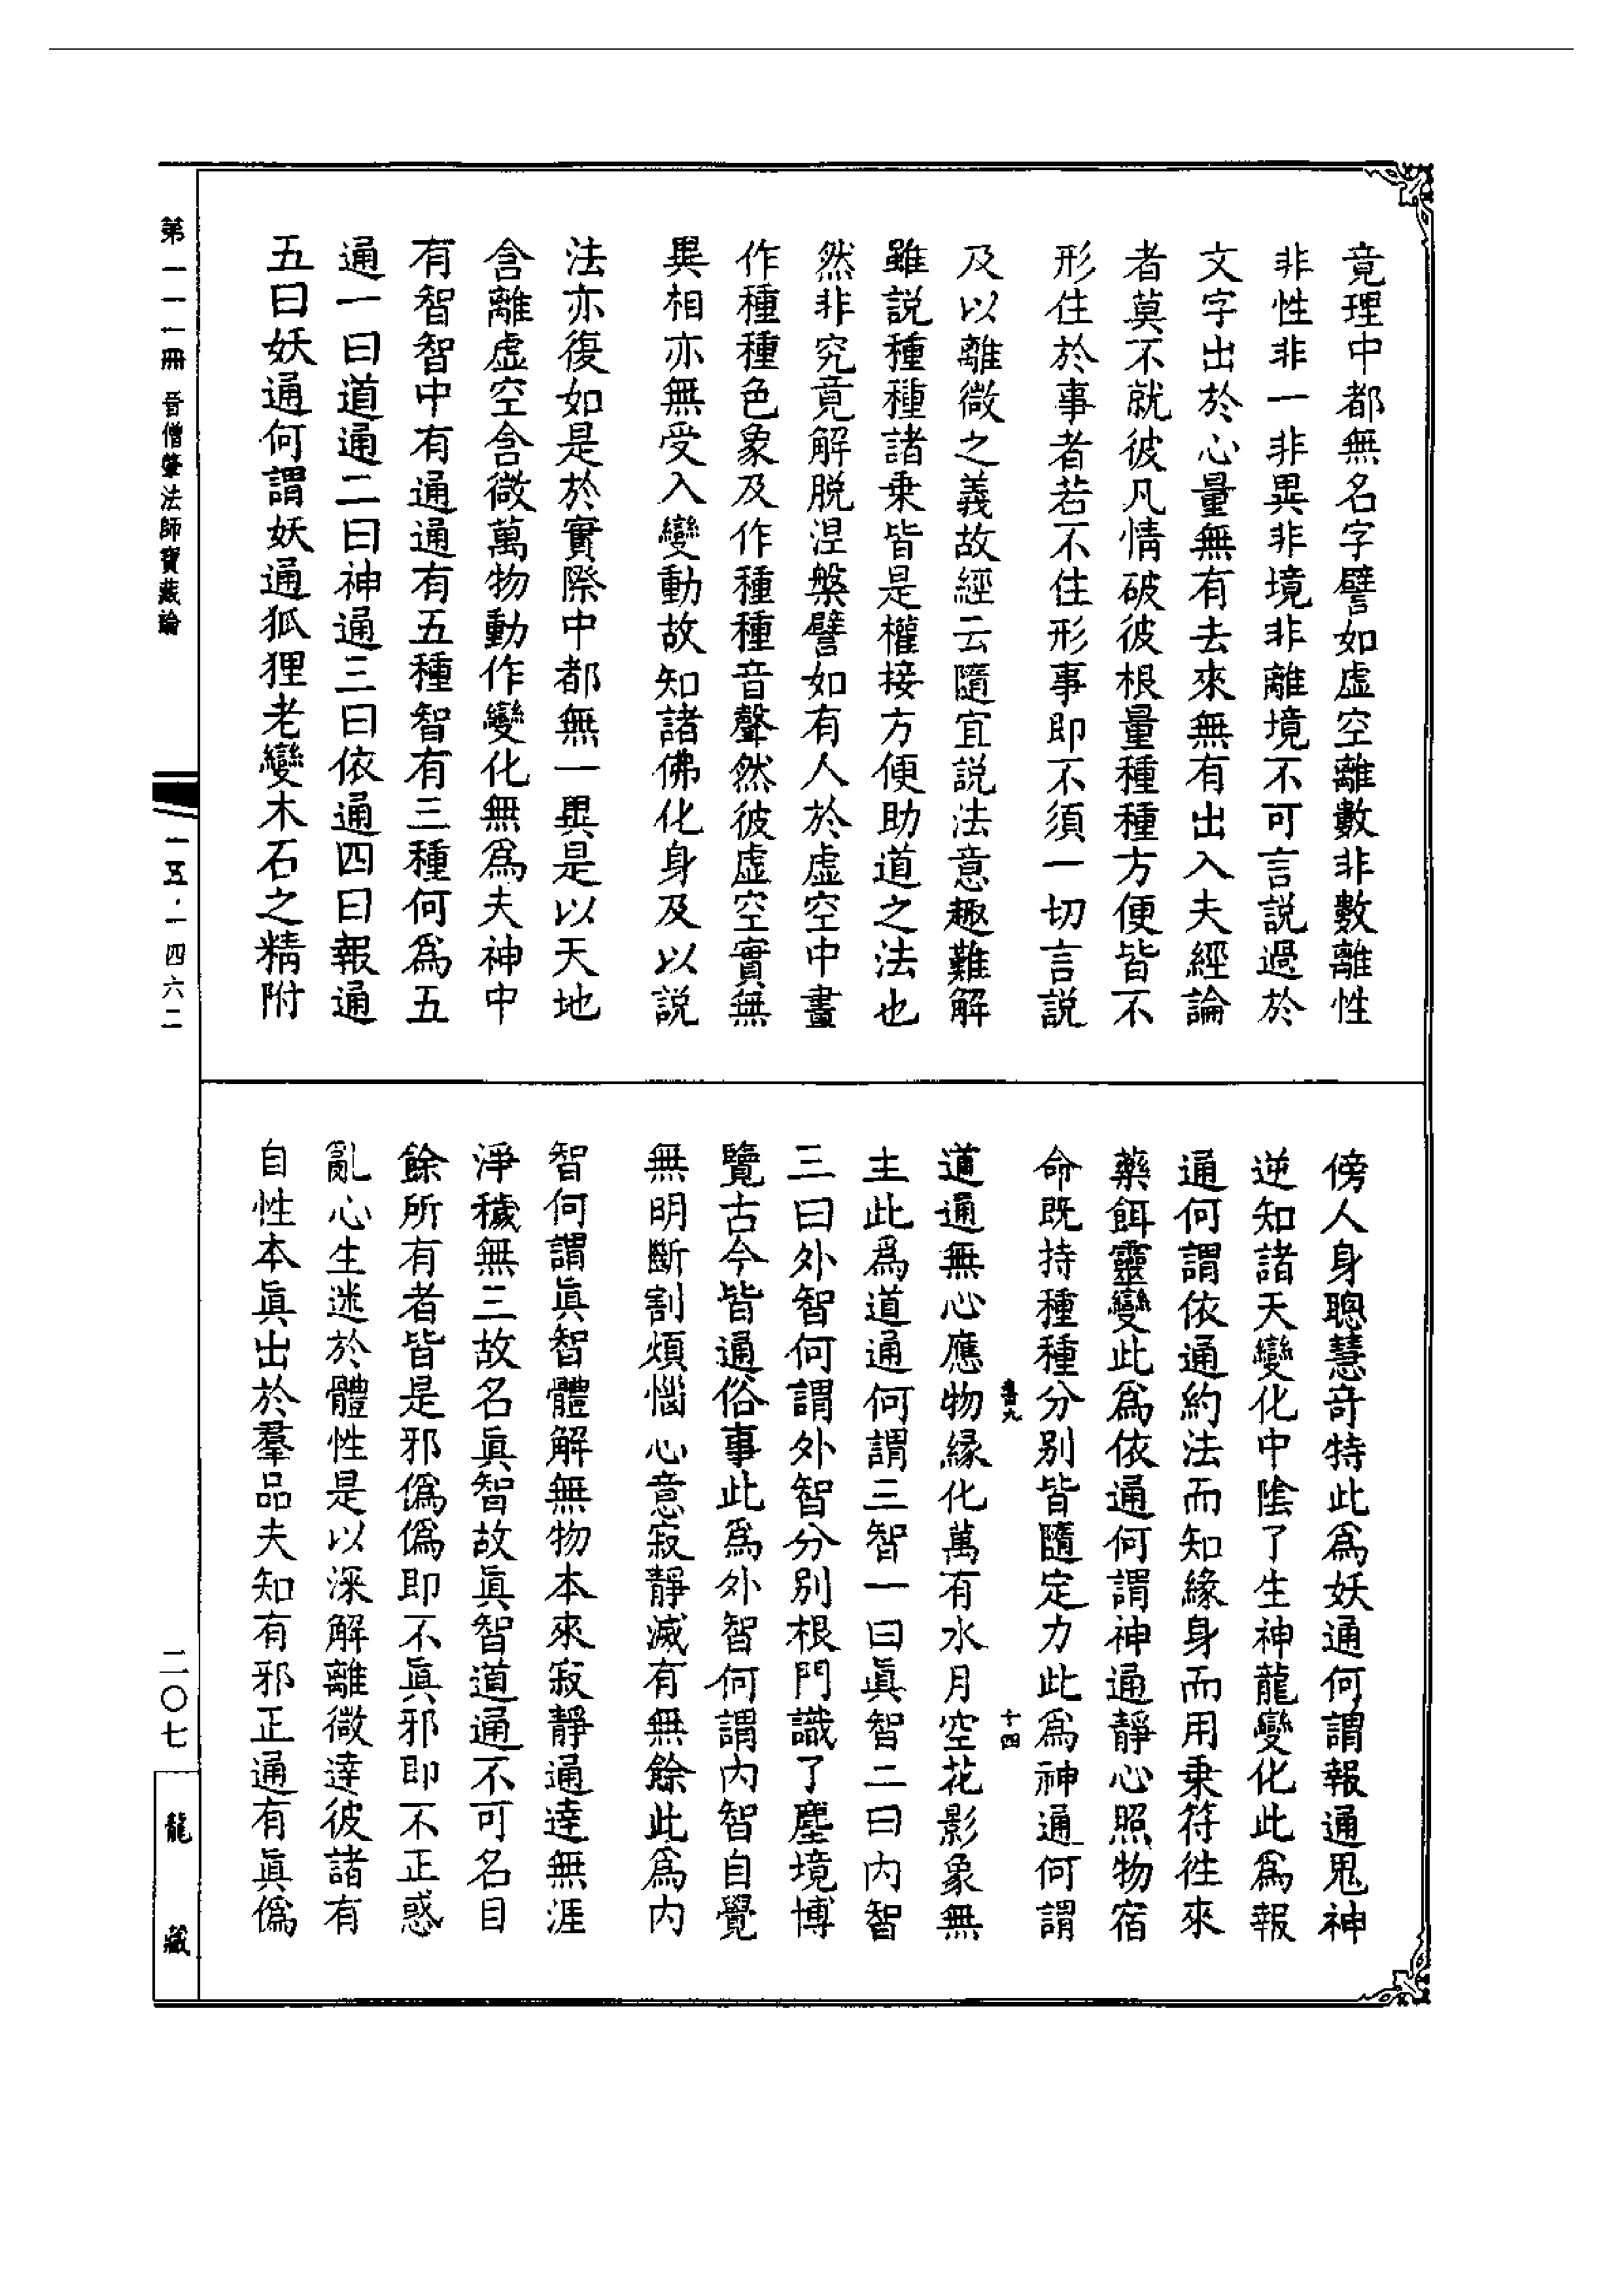 竟理中都無名字譬如虛空離數非數離性
非性非一非異非境非離境不可言說過於
文字出於心量無有去來無有出入夫經論
者莫不就彼凡情破彼根量種種方便皆不
形住於事者若不住形事即不須一切言說
及以離微之義故經云隨宜説法意趣難解
雖説種種諸乗皆是權接方便助道之法也
然非究竟解脱涅槃譬如有人於虛空中畫
作種種色象及作種種音聲然彼虛空實無
異相亦無受入變動故知諸佛化身及以説
法亦復如是於實際中都無一異是以天地
含離虛空含微萬物動作變化無爲夫神中
有智智中有通通有五種智有三種何爲五
通一曰道通二曰神通三曰依通四曰報通
五曰妖通何謂妖通狐狸老變木石之精附
傍人身聰慧奇特此爲妖通何謂報通鬼神
逆知諸天變化中陰了生神龍變化此爲報
通何謂依通約法而知緣身而用乗符徃來
藥餌靈變此爲依通何謂神通靜心照物宿
命既持種種分别皆隨定力此爲神通何謂
十四
道通無心應物緣化萬有水月空花影象無
主此爲道通何謂三智一曰眞智二曰内智
三曰外智何謂外智分别根門識了塵境博
覽古今皆通俗事此爲外智何謂内智自覺
無明斷割煩惱心意寂靜滅有無餘此爲内
智何謂眞智體解無物本來寂靜通達無涯
淨穢無三故名眞智故眞智道通不可名目
餘所有者皆是邪僞僞即不眞邪即不正惑
亂心生迷於體性是以深解離微達彼諸有
自性本眞出於羣品夫知有邪正通有眞僞
第一一一冊 晉僧肇法師寶藏論
一五·一四六二
二〇七
龍藏